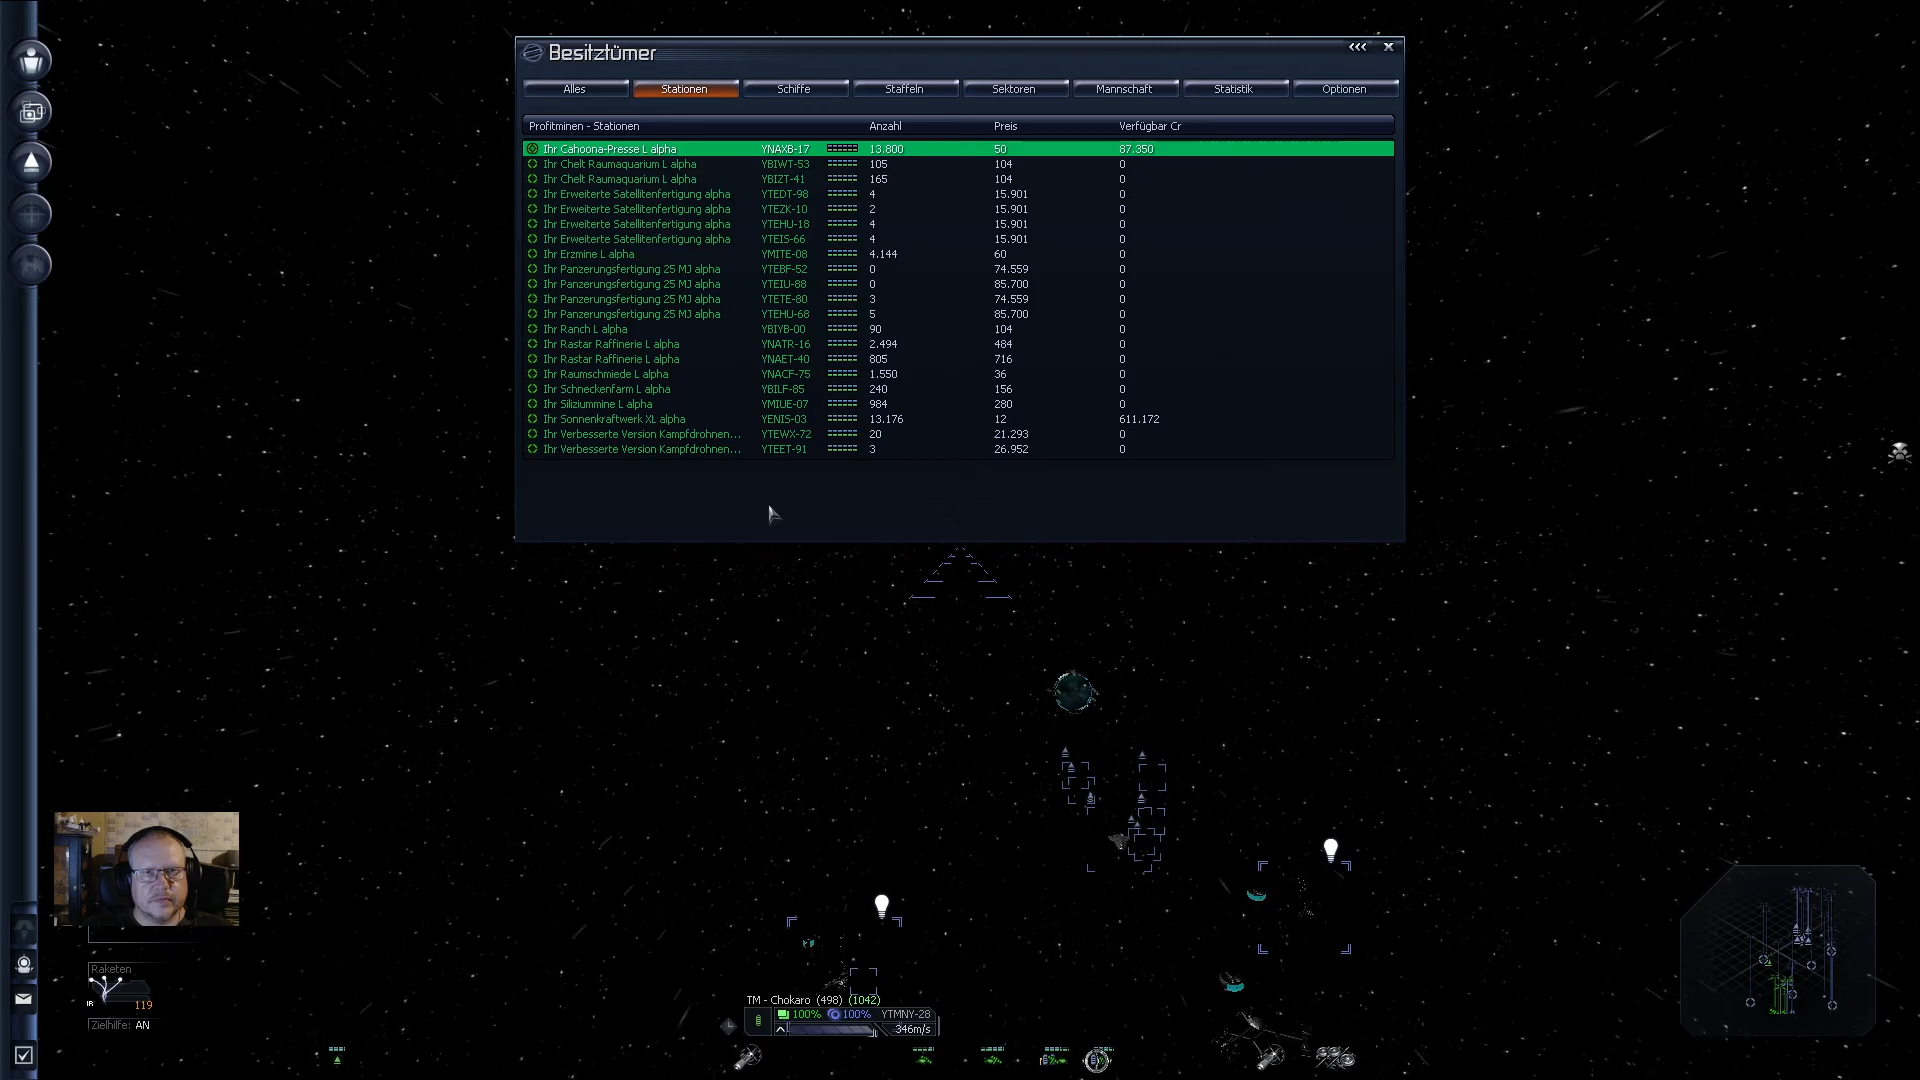 Besitztümer
Alles Stationen Schiffe Staffeln Sektoren Mannschaft Statistik Optionen
Profitminen - Stationen Anzahl Preis Verfügbar Cr
Ihr Cahoona-Presse L alpha YNAXB-17 13.800 50 87.350
Ihr Chelt Raumaquarium L alpha YBIWT-53 105 104 0
Ihr Chelt Raumaquarium L alpha YBIZT-41 165 104 0
Ihr Erweiterte Satellitenfertigung alpha YTEDT-98 4 15.901 0
Ihr Erweiterte Satellitenfertigung alpha YTEZK-10 2 15.901 0
Ihr Erweiterte Satellitenfertigung alpha YTEHU-18 4 15.901 0
Ihr Erweiterte Satellitenfertigung alpha YTEIS-66 4 15.901 0
Ihr Erzmine L alpha YMITE-08 4.144 60 0
Ihr Panzerungsfertigung 25 MJ alpha YTEBF-52 0 74.559 0
Ihr Panzerungsfertigung 25 MJ alpha YTEIU-88 0 85.700 0
Ihr Panzerungsfertigung 25 MJ alpha YTETE-80 3 74.559 0
Ihr Panzerungsfertigung 25 MJ alpha YTEHU-68 5 85.700 0
Ihr Ranch L alpha YBIYB-00 90 104 0
Ihr Rastar Raffinerie L alpha YNATR-16 2.494 484 0
Ihr Rastar Raffinerie L alpha YNAET-40 805 716 0
Ihr Raumschmiede L alpha YNACF-75 1.550 36 0
Ihr Schneckenfarm L alpha YBILF-85 240 156 0
Ihr Siliziummine L alpha YMIUE-07 984 280 0
Ihr Sonnenkraftwerk XL alpha YENIS-03 13.176 12 611.172
Ihr Verbesserte Version Kampfdrohnen... YTEWX-72 20 21.293 0
Ihr Verbesserte Version Kampfdrohnen... YTEET-91 3 26.952 0
Raketen
IR 119
Zielhilfe: AN
TM - Chokaro (498) (1042)
100% 100% YTMNY-28
346m/s